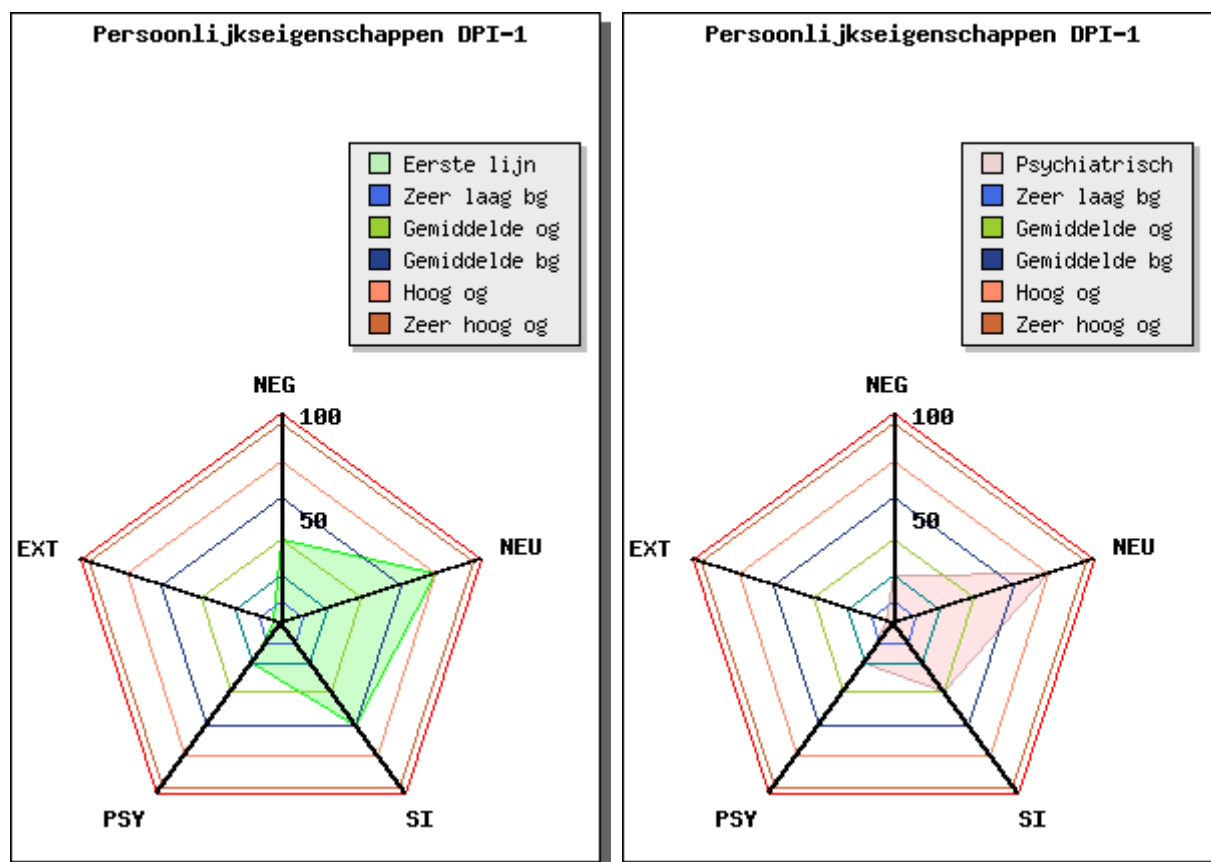 Persoonlijkseigenschappen DPI-1
Eerste lijn
Zeer laag bg
Gemiddelde og
Gemiddelde bg
Hoog og
Zeer hoog og
NEG
100
50
EXT
NEU
PSY
SI
Persoonlijkseigenschappen DPI-1
Psychiatrisch
Zeer laag bg
Gemiddelde og
Gemiddelde bg
Hoog og
Zeer hoog og
NEG
100
50
EXT
NEU
PSY
SI